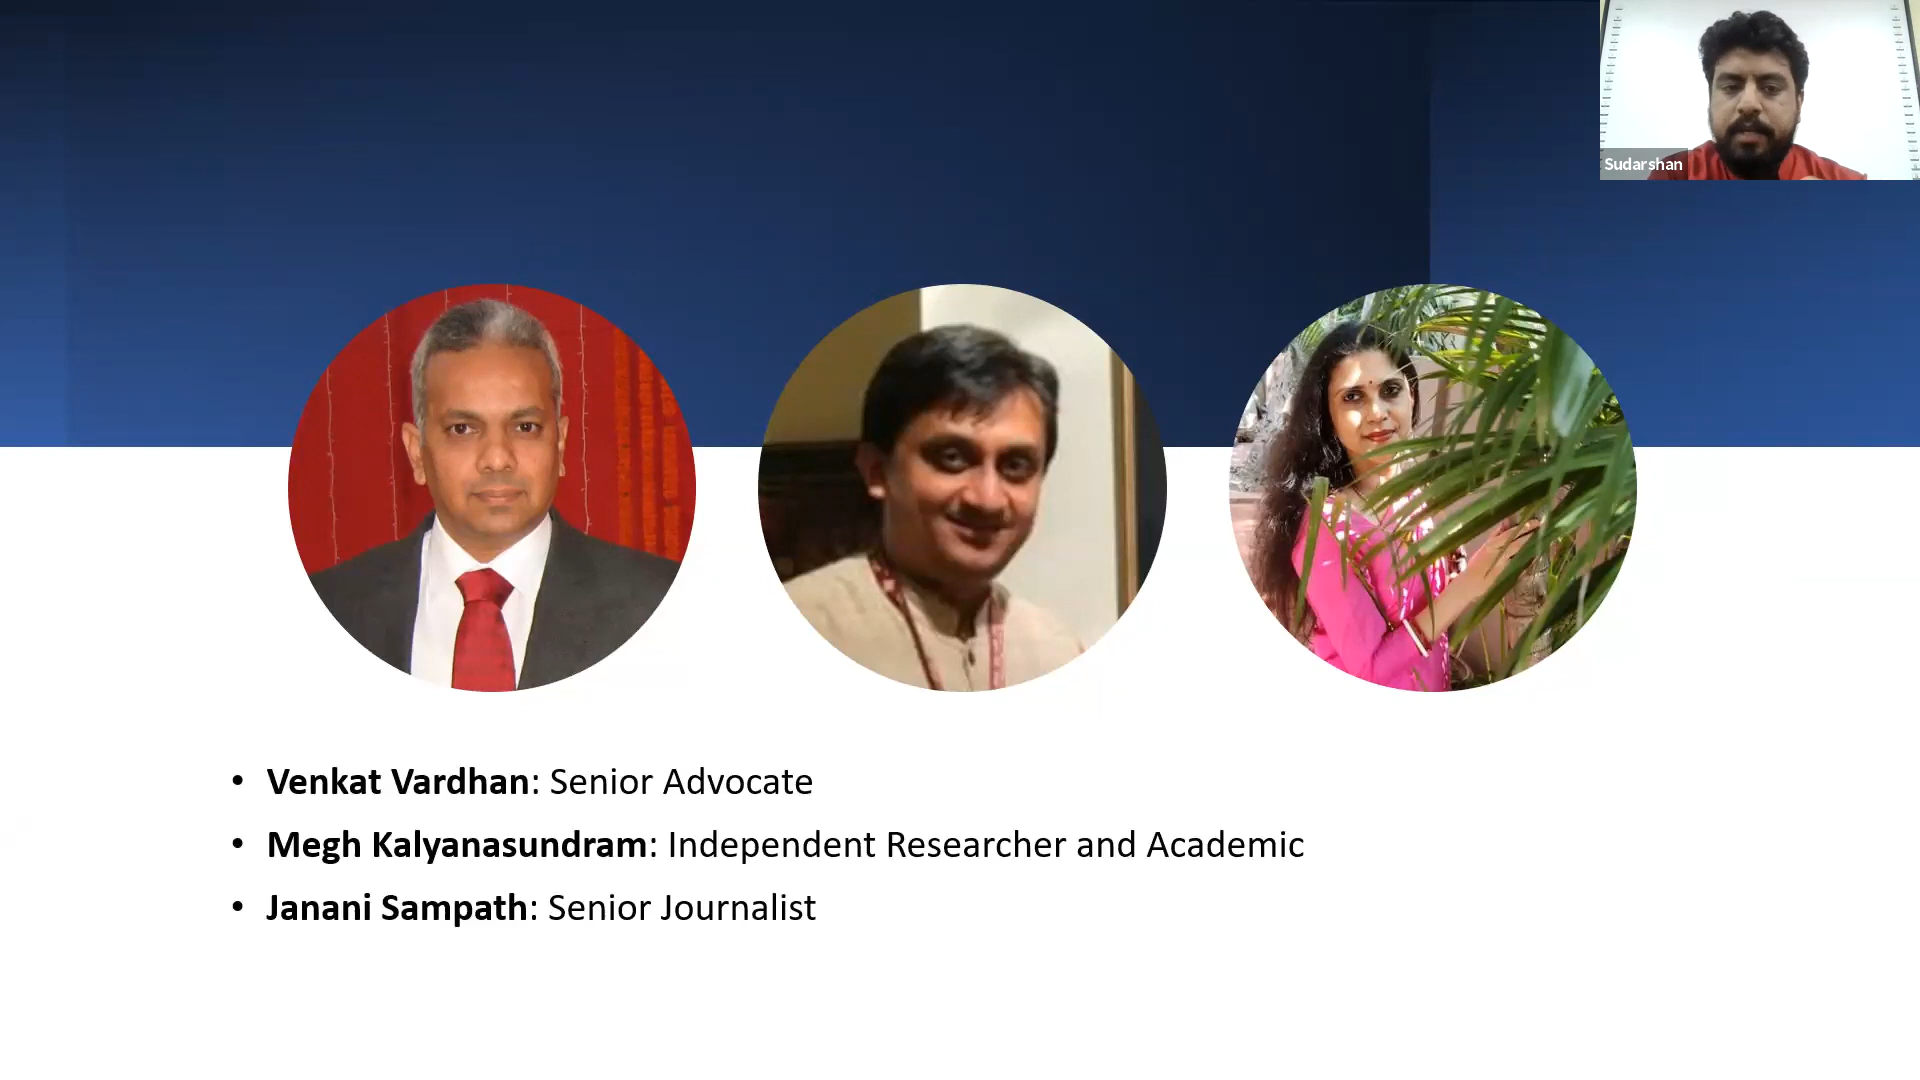 Sudarshan
• Venkat Vardhan: Senior Advocate
• Megh Kalyanasundram: Independent Researcher and Academic
• Janani Sampath: Senior Journalist